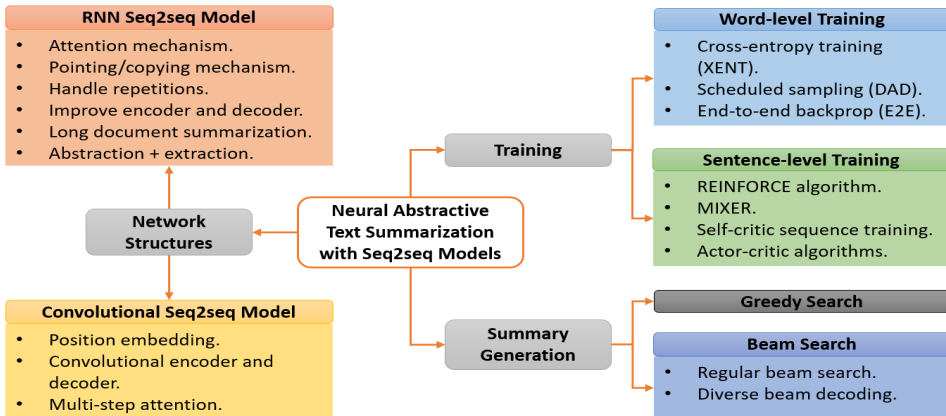 RNN Seq2seq Model
• Attention mechanism.
• Pointing/copying mechanism.
• Handle repetitions.
• Improve encoder and decoder.
• Long document summarization.
• Abstraction + extraction.
Network
Structures
Convolutional Seq2seq Model
• Position embedding.
• Convolutional encoder and
decoder.
• Multi-step attention.
Neural Abstractive
Text Summarization
with Seq2seq Models
Training
Word-level Training
• Cross-entropy training
(XENT).
• Scheduled sampling (DAD).
• End-to-end backprop (E2E).
Sentence-level Training
• REINFORCE algorithm.
• MIXER.
• Self-critic sequence training.
• Actor-critic algorithms.
Summary
Generation
Greedy Search
Beam Search
• Regular beam search.
• Diverse beam decoding.